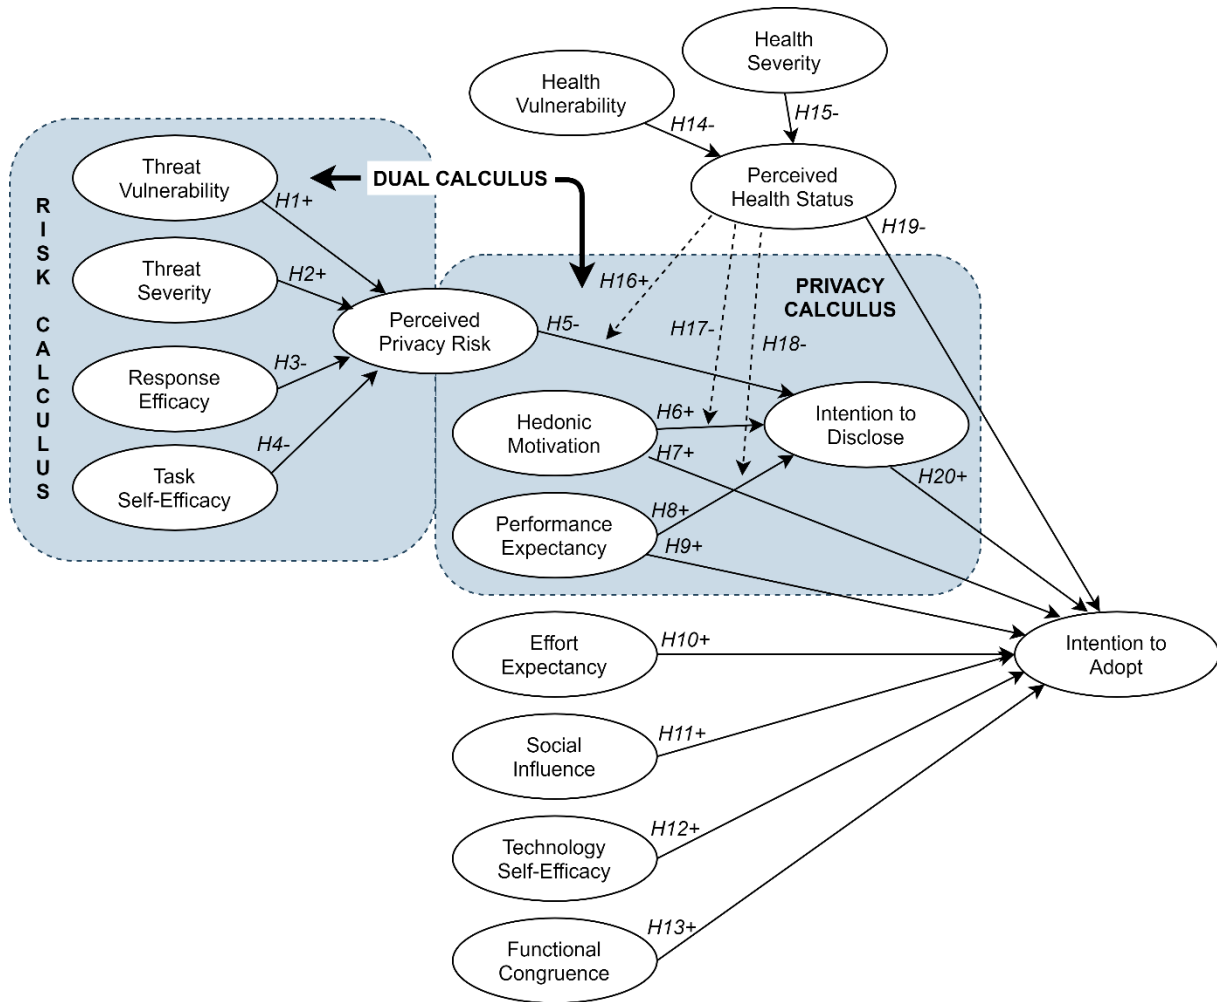 Health
Severity
Health
Vulnerability
H14-
H15-
Perceived
Health Status
Threat
Vulnerability
DUAL CALCULUS
H1+
H19-
RISK CALCULUS
Threat
Severity
H2+
H16+
PRIVACY
CALCULUS
Perceived
Privacy Risk
H5-
H17-
H18-
Response
Efficacy
H3-
Hedonic
Motivation
H6+
H7+
Intention to
Disclose
H4-
Task
Self-Efficacy
H20+
Performance
Expectancy
H8+
H9+
Effort
Expectancy
H10+
Intention to
Adopt
Social
Influence
H11+
Technology
Self-Efficacy
H12+
Functional
Congruence
H13+